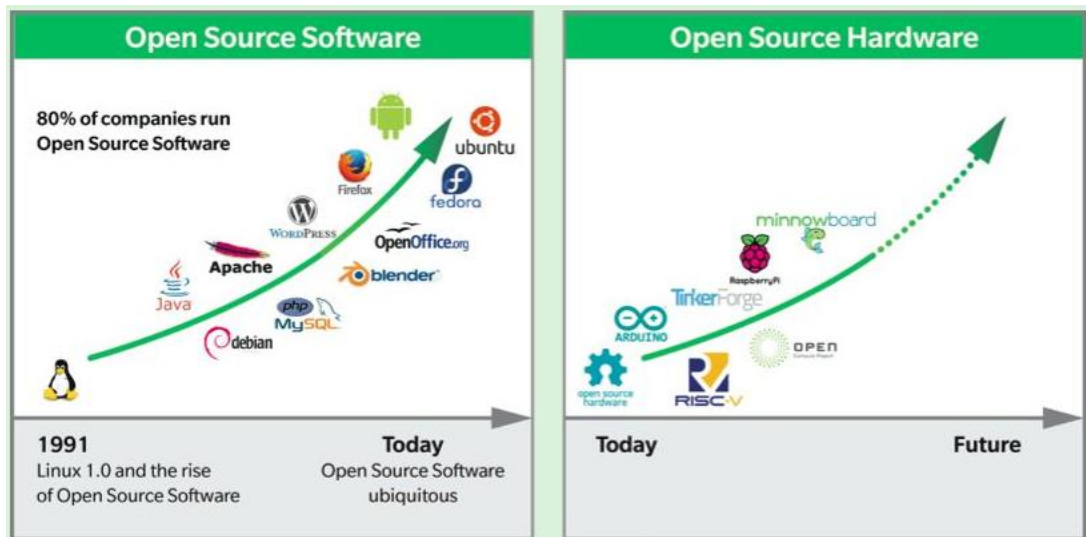 Open Source Software
80% of companies run
Open Source Software
ubuntu
Firefox
fedora
WORDPRESS
OpenOffice.org
Apache
blender
Java
php
MySQL
debian
1991
Linux 1.0 and the rise
of Open Source Software
Today
Open Source Software
ubiquitous
Open Source Hardware
minnowboard
RaspberryPi
TinkerForge
ARDUINO
OPEN
Compute Project
open source
hardware
RISC-V
Today
Future